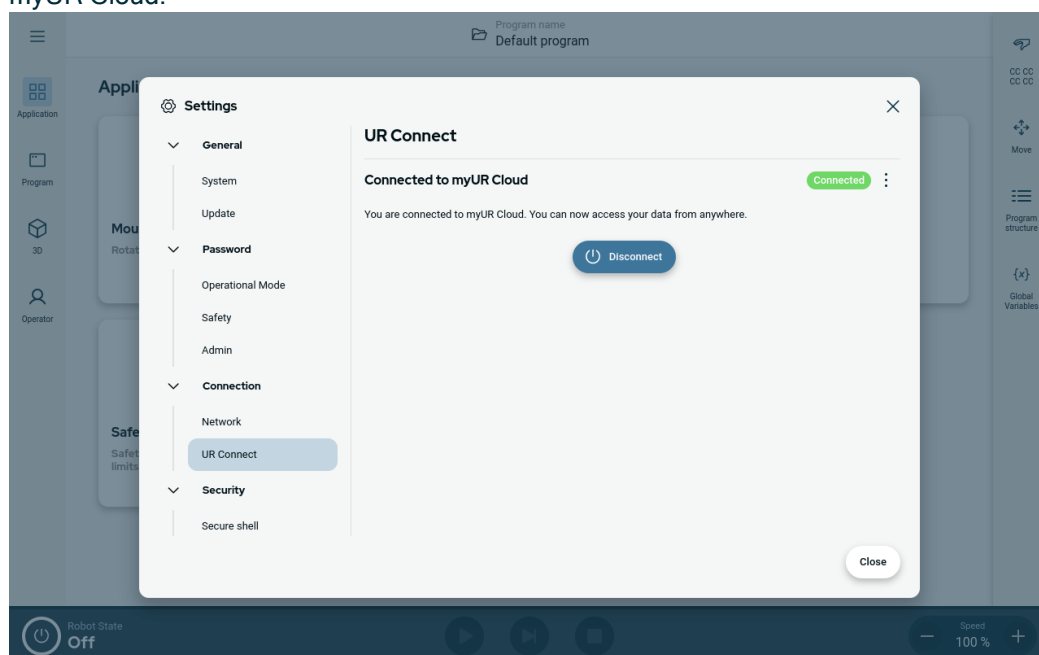 myUR Cloud.
Program name
Default program
Appli
Application
Program
3D
Operator
Mou
Rotat
Safe
Safet
limits
Settings
General
System
Update
Password
Operational Mode
Safety
Admin
Connection
Network
UR Connect
Security
Secure shell
UR Connect
Connected to myUR Cloud
Connected
You are connected to myUR Cloud. You can now access your data from anywhere.
Disconnect
Close
CC CC
CC CC
Move
Program
structure
{x}
Global
Variables
Robot State
Off
Speed
100 %